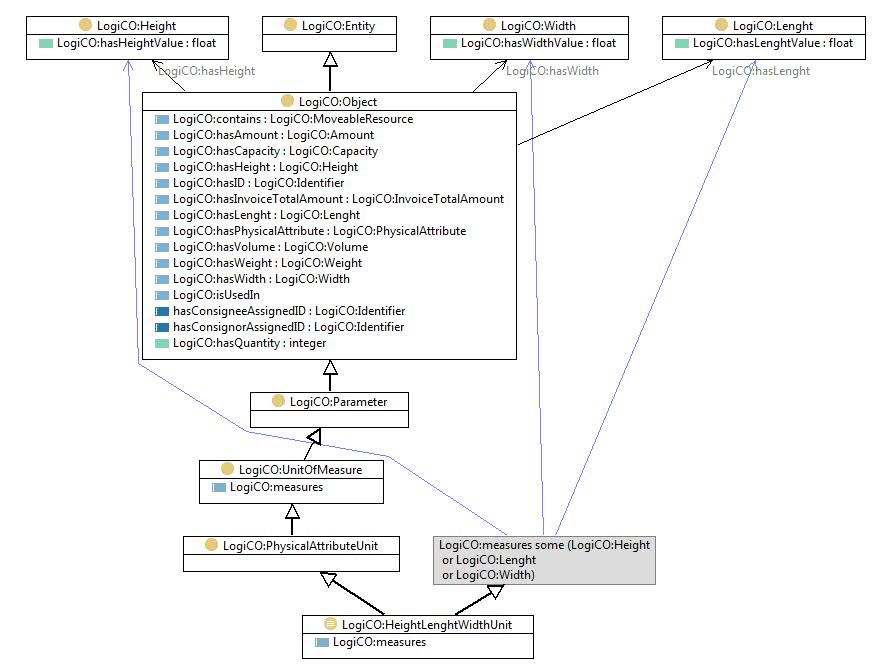 LogiCO:Height
LogiCO:hasHeightValue : float
LogiCO:Entity
LogiCO:Width
LogiCO:hasWidthValue : float
LogiCO:Lenght
LogiCO:hasLenghtValue : float
LogiCO:hasHeight
LogiCO:hasWidth
LogiCO:hasLenght
LogiCO:Object
LogiCO:contains : LogiCO:MoveableResource
LogiCO:hasAmount : LogiCO:Amount
LogiCO:hasCapacity : LogiCO:Capacity
LogiCO:hasHeight : LogiCO:Height
LogiCO:hasID : LogiCO:Identifier
LogiCO:hasInvoiceTotalAmount : LogiCO:InvoiceTotalAmount
LogiCO:hasLenght : LogiCO:Lenght
LogiCO:hasPhysicalAttribute : LogiCO:PhysicalAttribute
LogiCO:hasVolume : LogiCO:Volume
LogiCO:hasWeight : LogiCO:Weight
LogiCO:hasWidth : LogiCO:Width
LogiCO:isUsedIn
hasConsigneeAssignedID : LogiCO:Identifier
hasConsignorAssignedID : LogiCO:Identifier
LogiCO:hasQuantity : integer
LogiCO:Parameter
LogiCO:UnitOfMeasure
LogiCO:measures
LogiCO:PhysicalAttributeUnit
LogiCO:measures some (LogiCO:Height
or LogiCO:Lenght
or LogiCO:Width)
LogiCO:HeightLenghtWidthUnit
LogiCO:measures